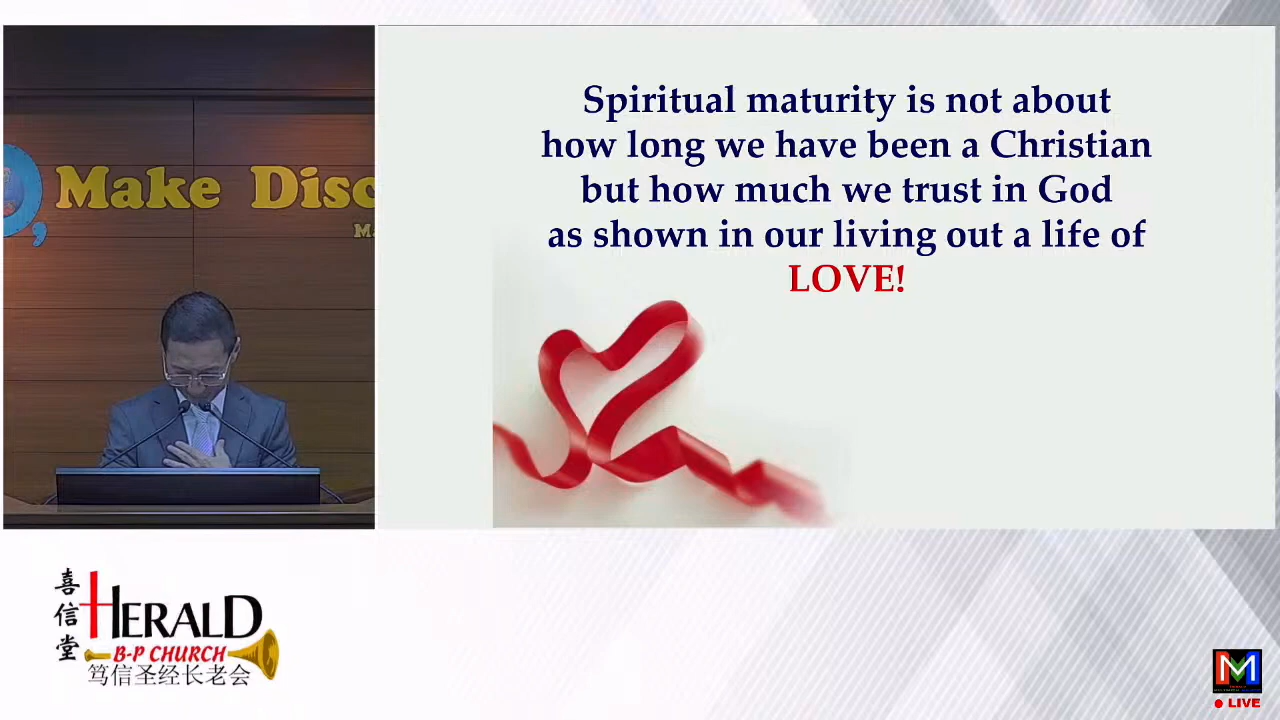 Make Disc
Spiritual maturity is not about
how long we have been a Christian
but how much we trust in God
as shown in our living out a life of
LOVE!
喜信堂
HERALD
B-P CHURCH
笃信圣经长老会
M
LIVE